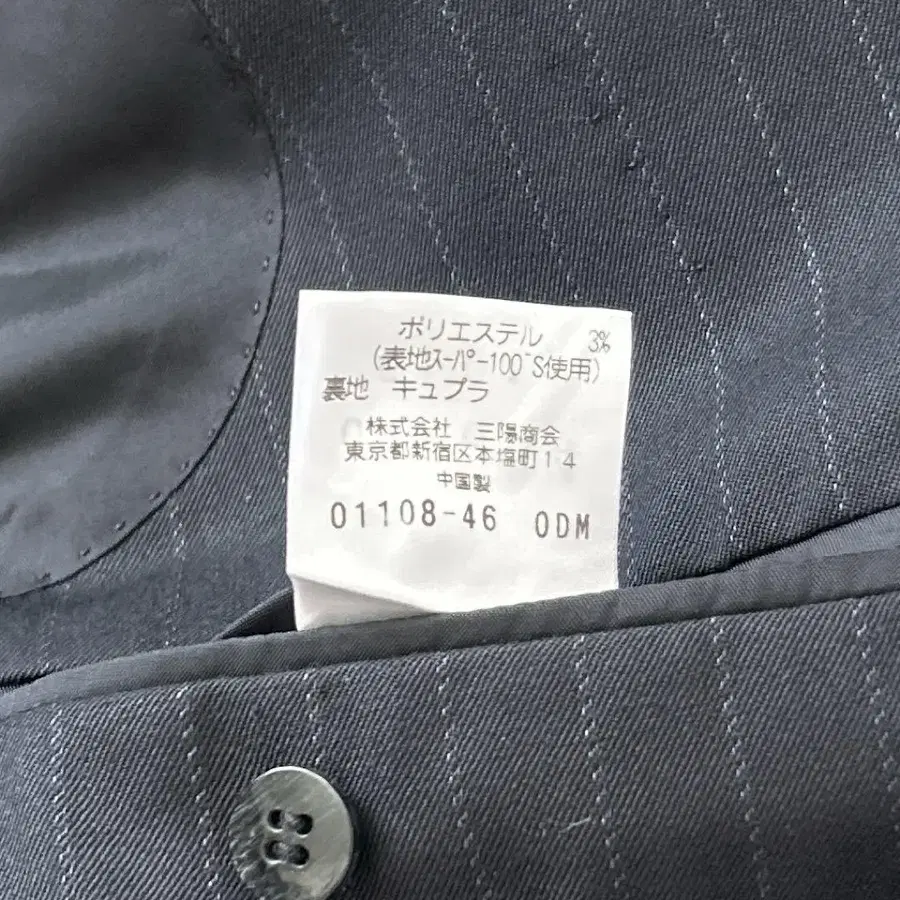 ポリエステル 3%
(表地スーパー100'S使用)
裏地 キュプラ
株式会社 三陽商会
東京都新宿区本塩町14
中国製
01108-46 ODM